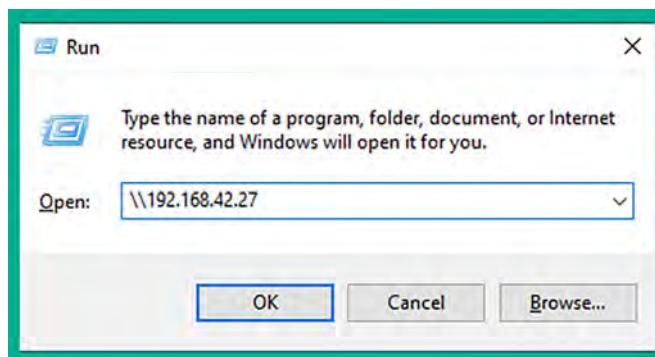 Run
Type the name of a program, folder, document, or Internet
resource, and Windows will open it for you.
Open: \\192.168.42.27
OK Cancel Browse...